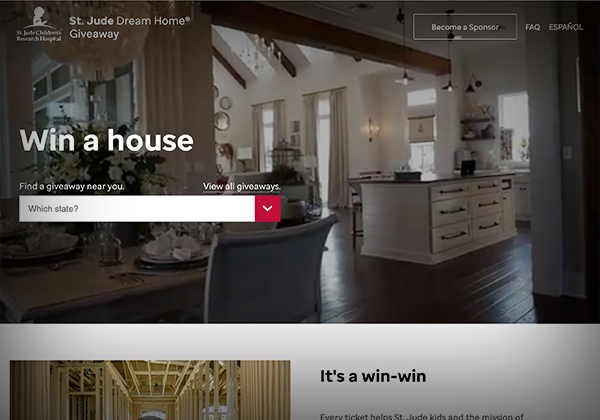 St. Jude Children's
Research Hospital
St. Jude Dream Home®
Giveaway
Become a Sponsor
FAQ
ESPAÑOL
Win a house
Find a giveaway near you.
View all giveaways.
Which state?
It's a win-win
Every ticket helps St. Jude kids and the mission of